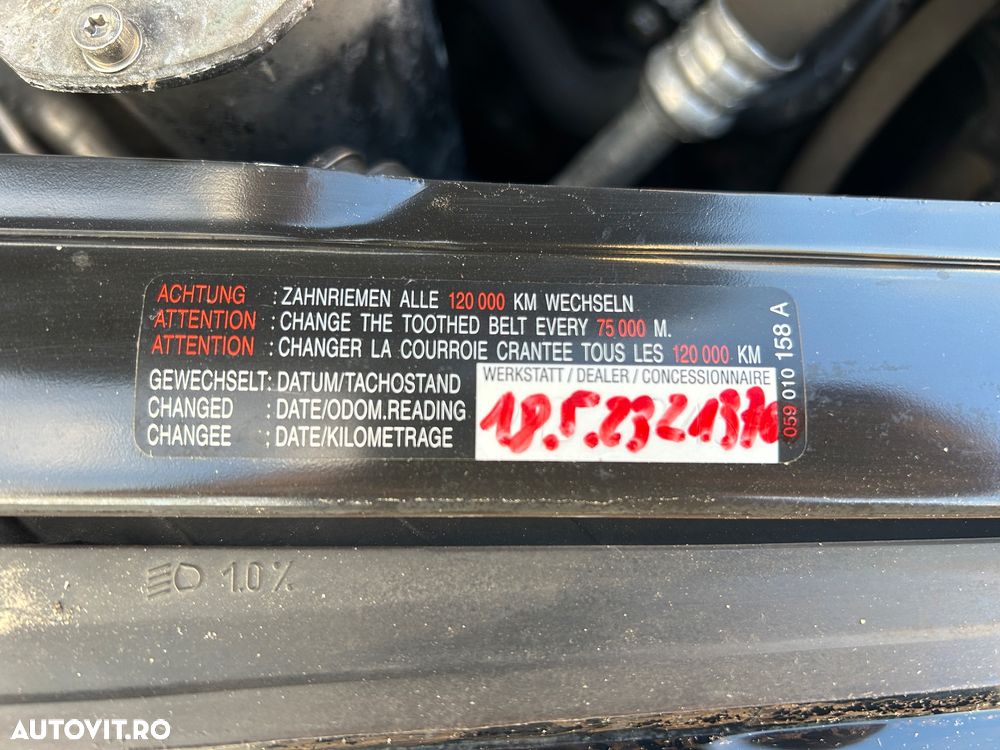 ACHTUNG : ZAHNRIEMEN ALLE 120 000 KM WECHSELN
ATTENTION : CHANGE THE TOOTHED BELT EVERY 75 000 M.
ATTENTION : CHANGER LA COURROIE CRANTEE TOUS LES 120 000 KM
GEWECHSELT: DATUM/TACHOSTAND
CHANGED : DATE/ODOM.READING
CHANGEE : DATE/KILOMETRAGE
WERKSTATT / DEALER / CONCESSIONNAIRE
059 010 158 A
1.0 %
AUTOVIT.RO